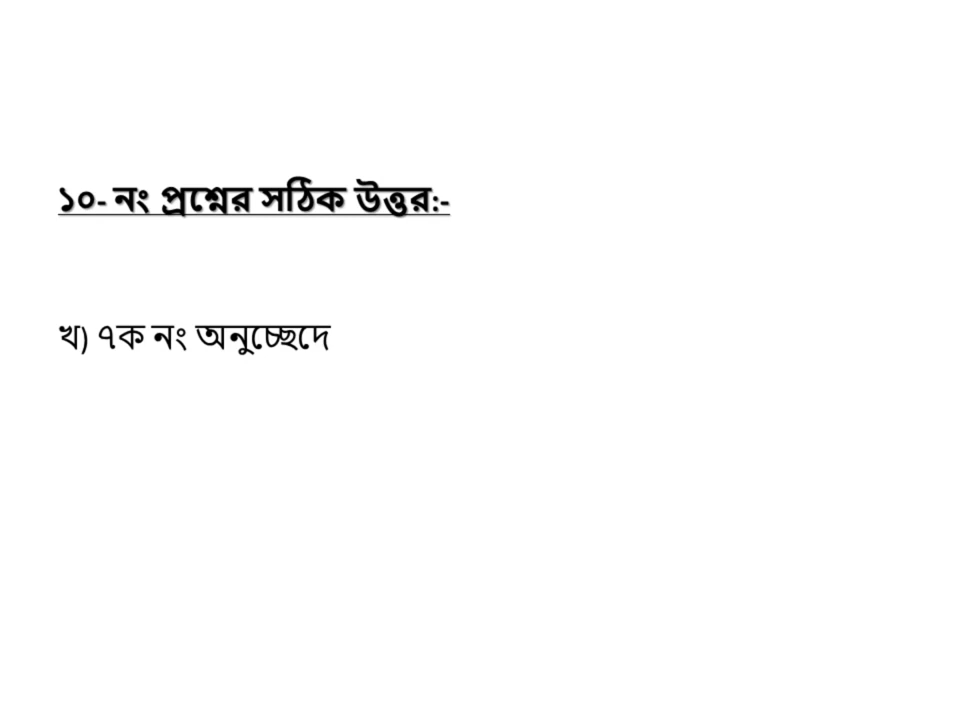 ১০- নং প্রশ্নের সঠিক উত্তর:-
খ) ৭ক নং অনুচ্ছেদে